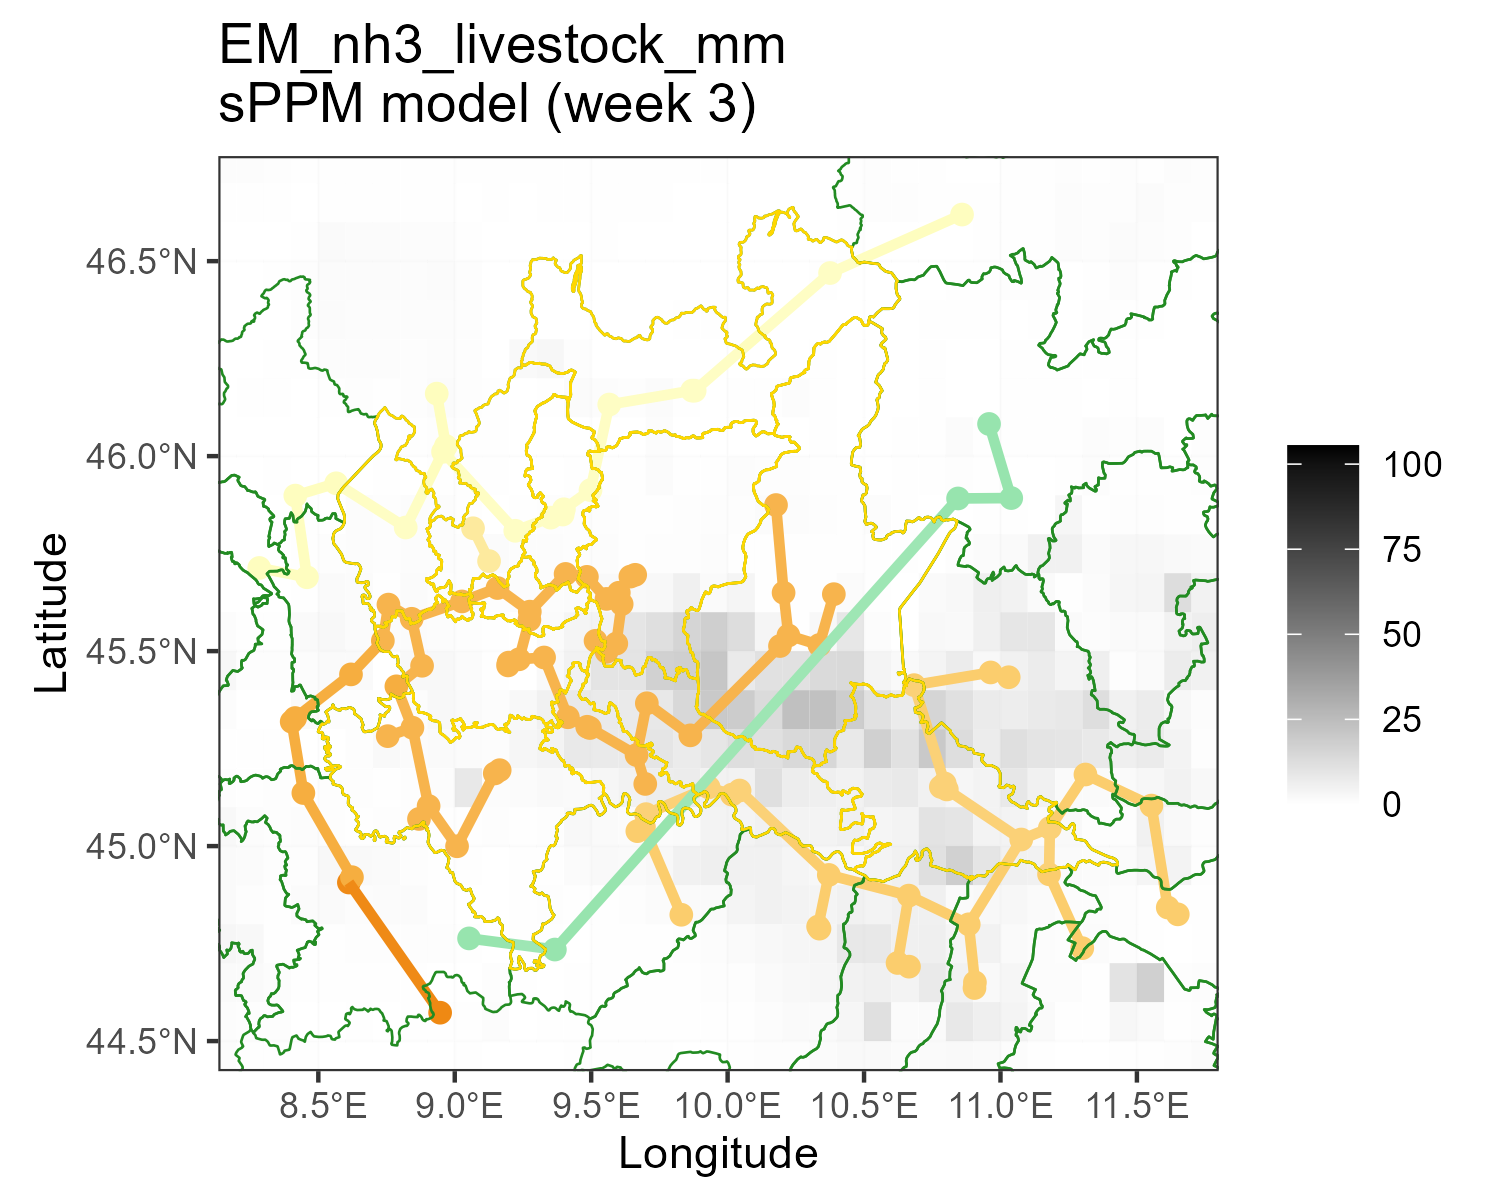 EM_nh3_livestock_mm
sPPM model (week 3)
46.5°N
46.0°N
45.5°N
45.0°N
44.5°N
Latitude
8.5°E 9.0°E 9.5°E 10.0°E 10.5°E 11.0°E 11.5°E
Longitude
100
75
50
25
0